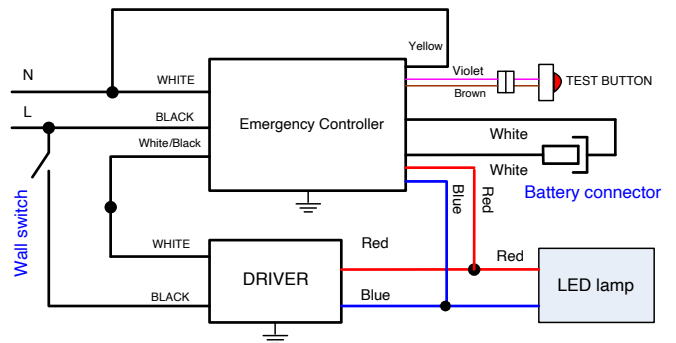 Yellow
N
WHITE
Violet
TEST BUTTON
Brown
L
BLACK
Emergency Controller
White
White/Black
White
Battery connector
Blue
Red
Wall switch
WHITE
Red
Red
DRIVER
LED lamp
Blue
BLACK